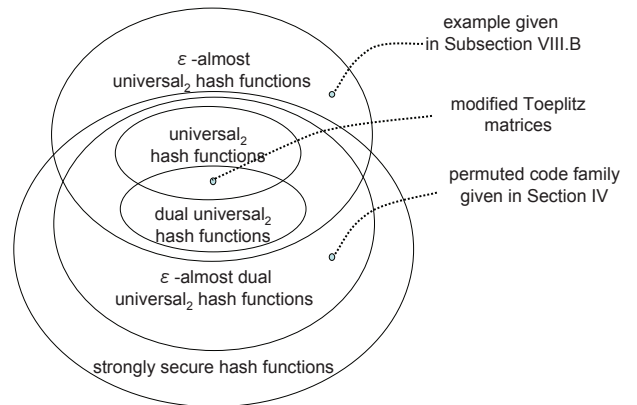 example given
in Subsection VIII.B
ε -almost
universal2 hash functions
modified Toeplitz
matrices
universal2
hash functions
permuted code family
given in Section IV
dual universal2
hash functions
ε -almost dual
universal2 hash functions
strongly secure hash functions